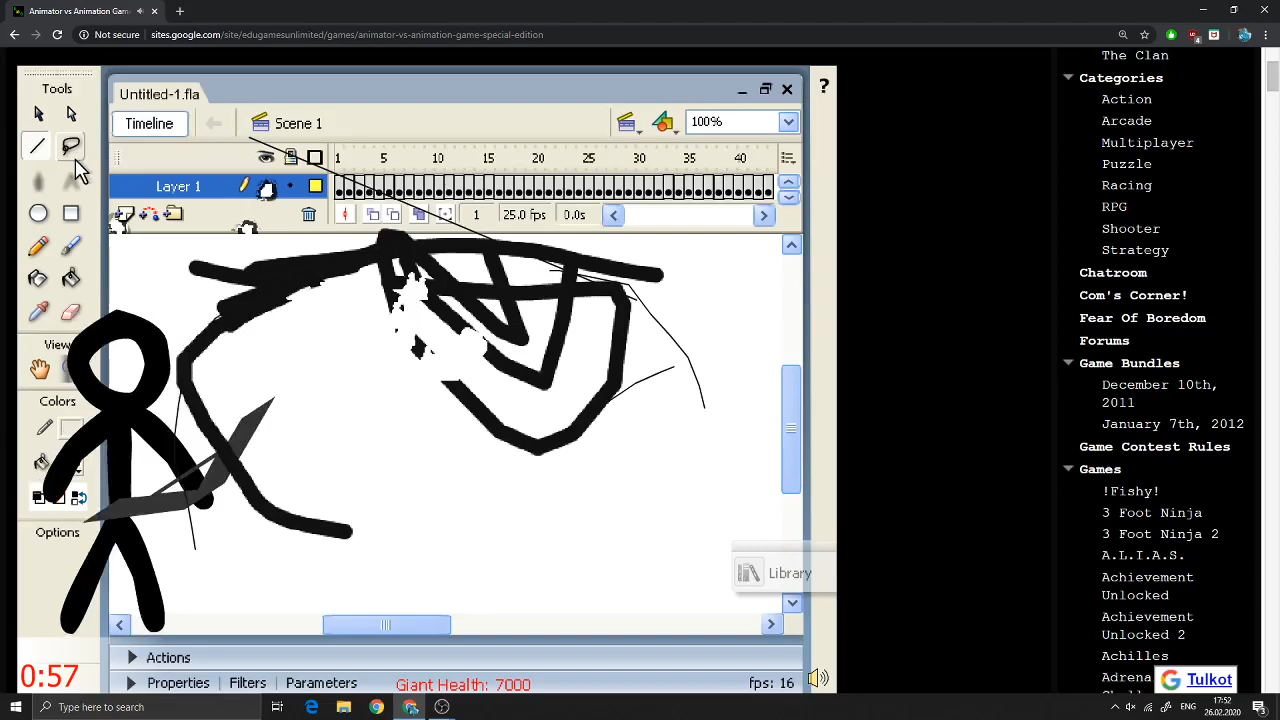 Animator vs Animation Gam
Not secure
sites.google.com/site/edugamesunlimited/games/animator-vs-animation-game-special-edition
Tools
Untitled-1.fla
?
Timeline
Scene 1
100%
1 5 10 15 20 25 30 35 40
Layer 1
1 25.0 fps 0.0s
View
Colors
Options
Library
0:57
Actions
Properties Filters Parameters
Giant Health: 7000
fps: 16
The Clan
Categories
Action
Arcade
Multiplayer
Puzzle
Racing
RPG
Shooter
Strategy
Chatroom
Com's Corner!
Fear Of Boredom
Forums
Game Bundles
December 10th,
2011
January 7th, 2012
Game Contest Rules
Games
!Fishy!
3 Foot Ninja
3 Foot Ninja 2
A.L.I.A.S.
Achievement
Unlocked
Achievement
Unlocked 2
Achilles
Adrena
Tulkot
Type here to search
17:52
26.02.2020